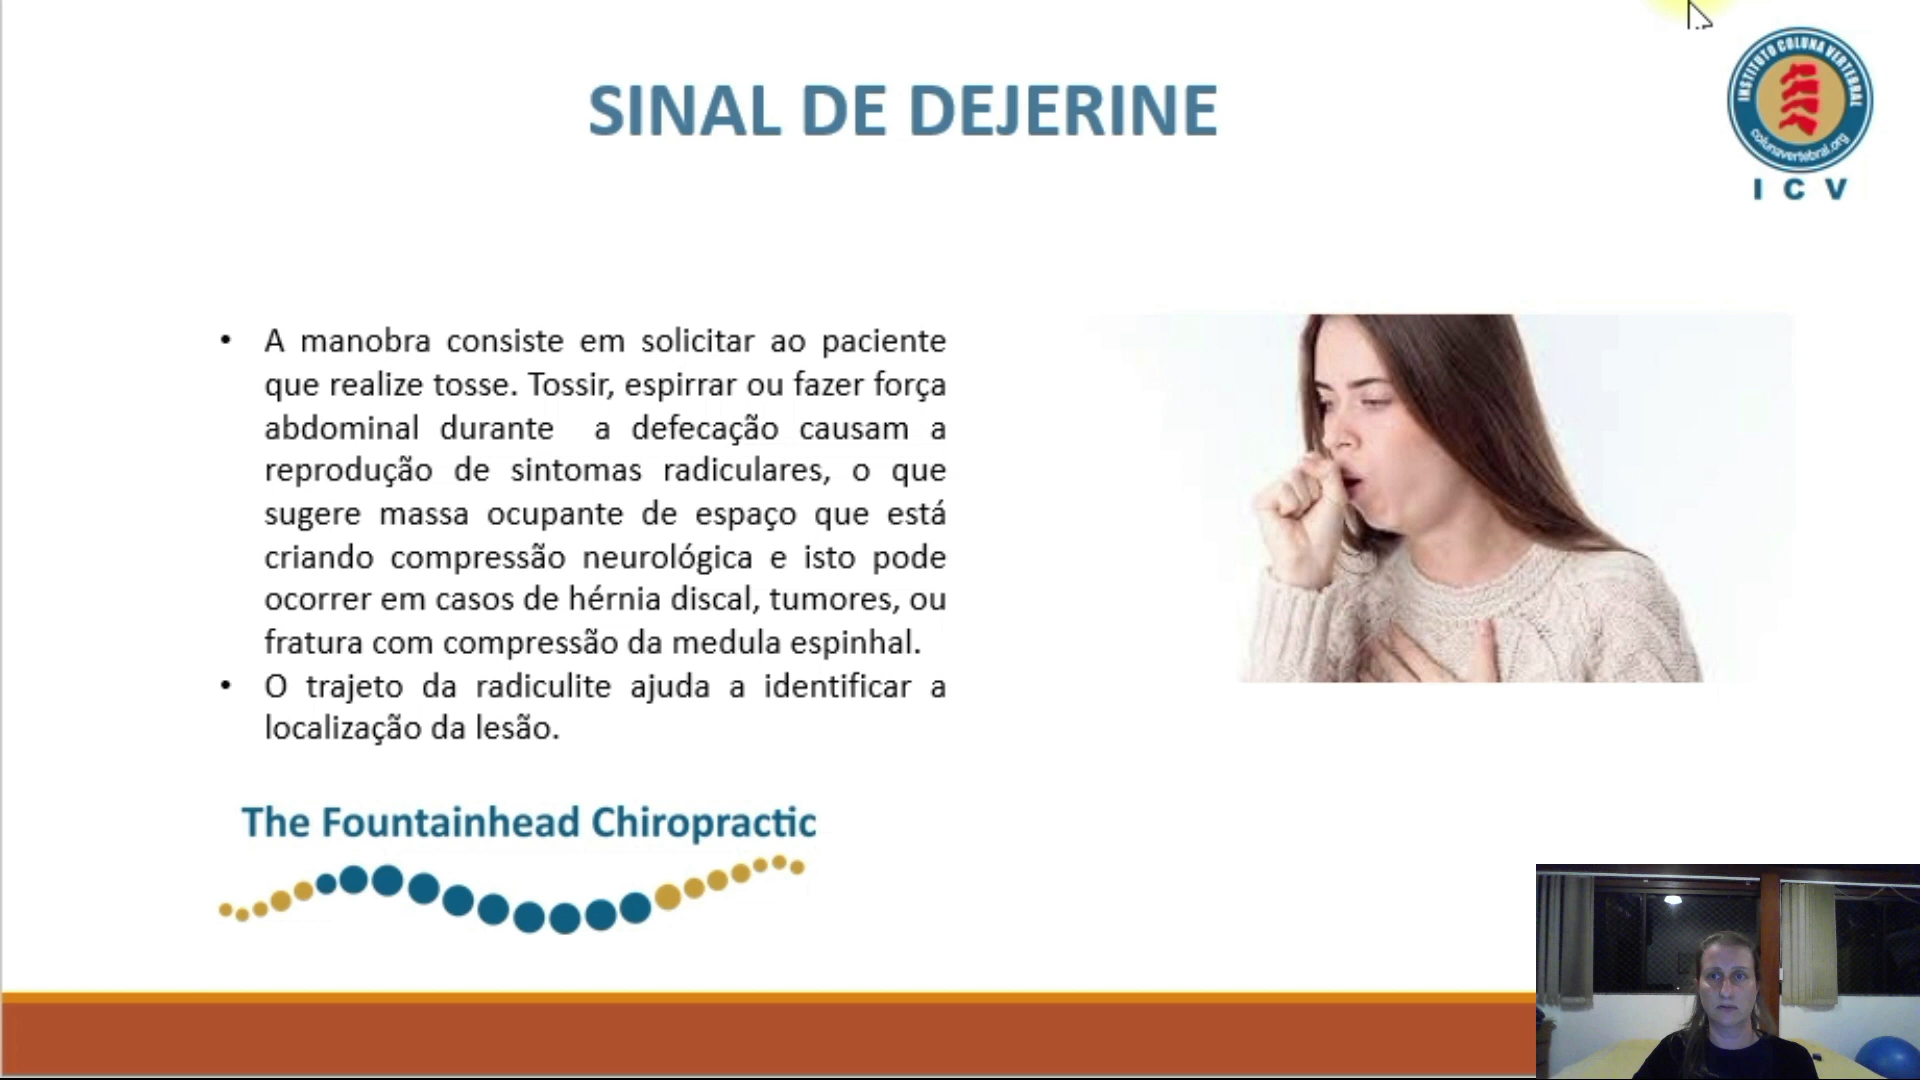 SINAL DE DEJERINE
INSTITUTO COLUNA VERTEBRAL
colunavertebral.org
I C V
• A manobra consiste em solicitar ao paciente
que realize tosse. Tossir, espirrar ou fazer força
abdominal durante a defecação causam a
reprodução de sintomas radiculares, o que
sugere massa ocupante de espaço que está
criando compressão neurológica e isto pode
ocorrer em casos de hérnia discal, tumores, ou
fratura com compressão da medula espinhal.
• O trajeto da radiculite ajuda a identificar a
localização da lesão.
The Fountainhead Chiropractic